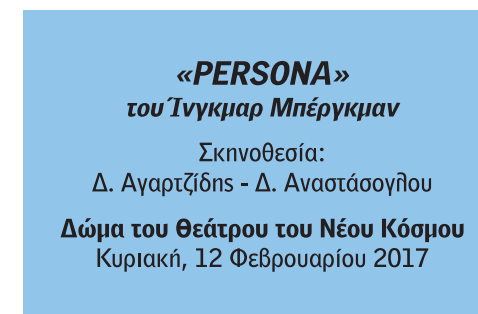 «PERSONA»
του Ίνγκμαρ Μπέργκμαν
Σκηνοθεσία:
Δ. Αγαρτζίδης - Δ. Αναστάσογλου
Δώμα του Θεάτρου του Νέου Κόσμου
Κυριακή, 12 Φεβρουαρίου 2017